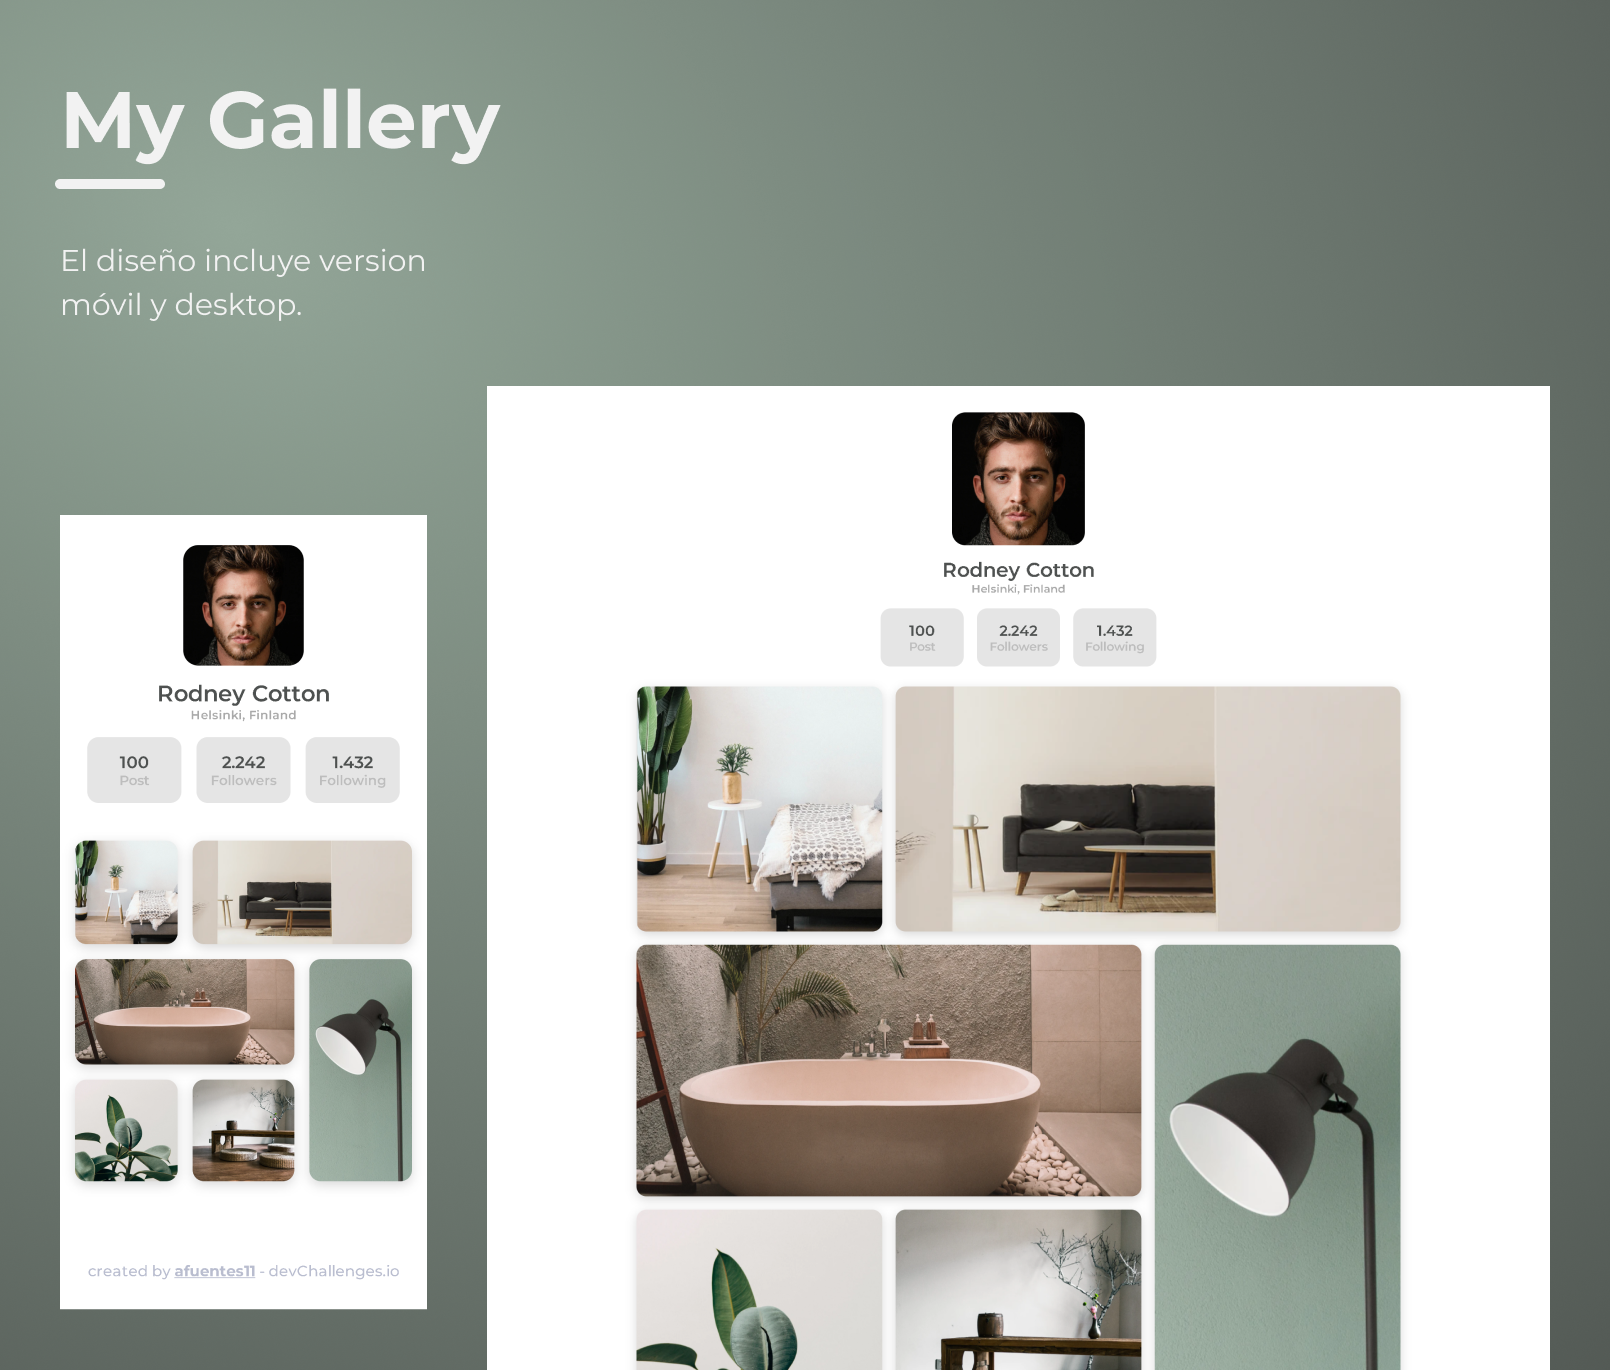 My Gallery
El diseño incluye version
móvil y desktop.
Rodney Cotton
Helsinki, Finland
100
Post
2.242
Followers
1.432
Following
created by afuentes11 - devChallenges.io
Rodney Cotton
Helsinki, Finland
100
Post
2.242
Followers
1.432
Following